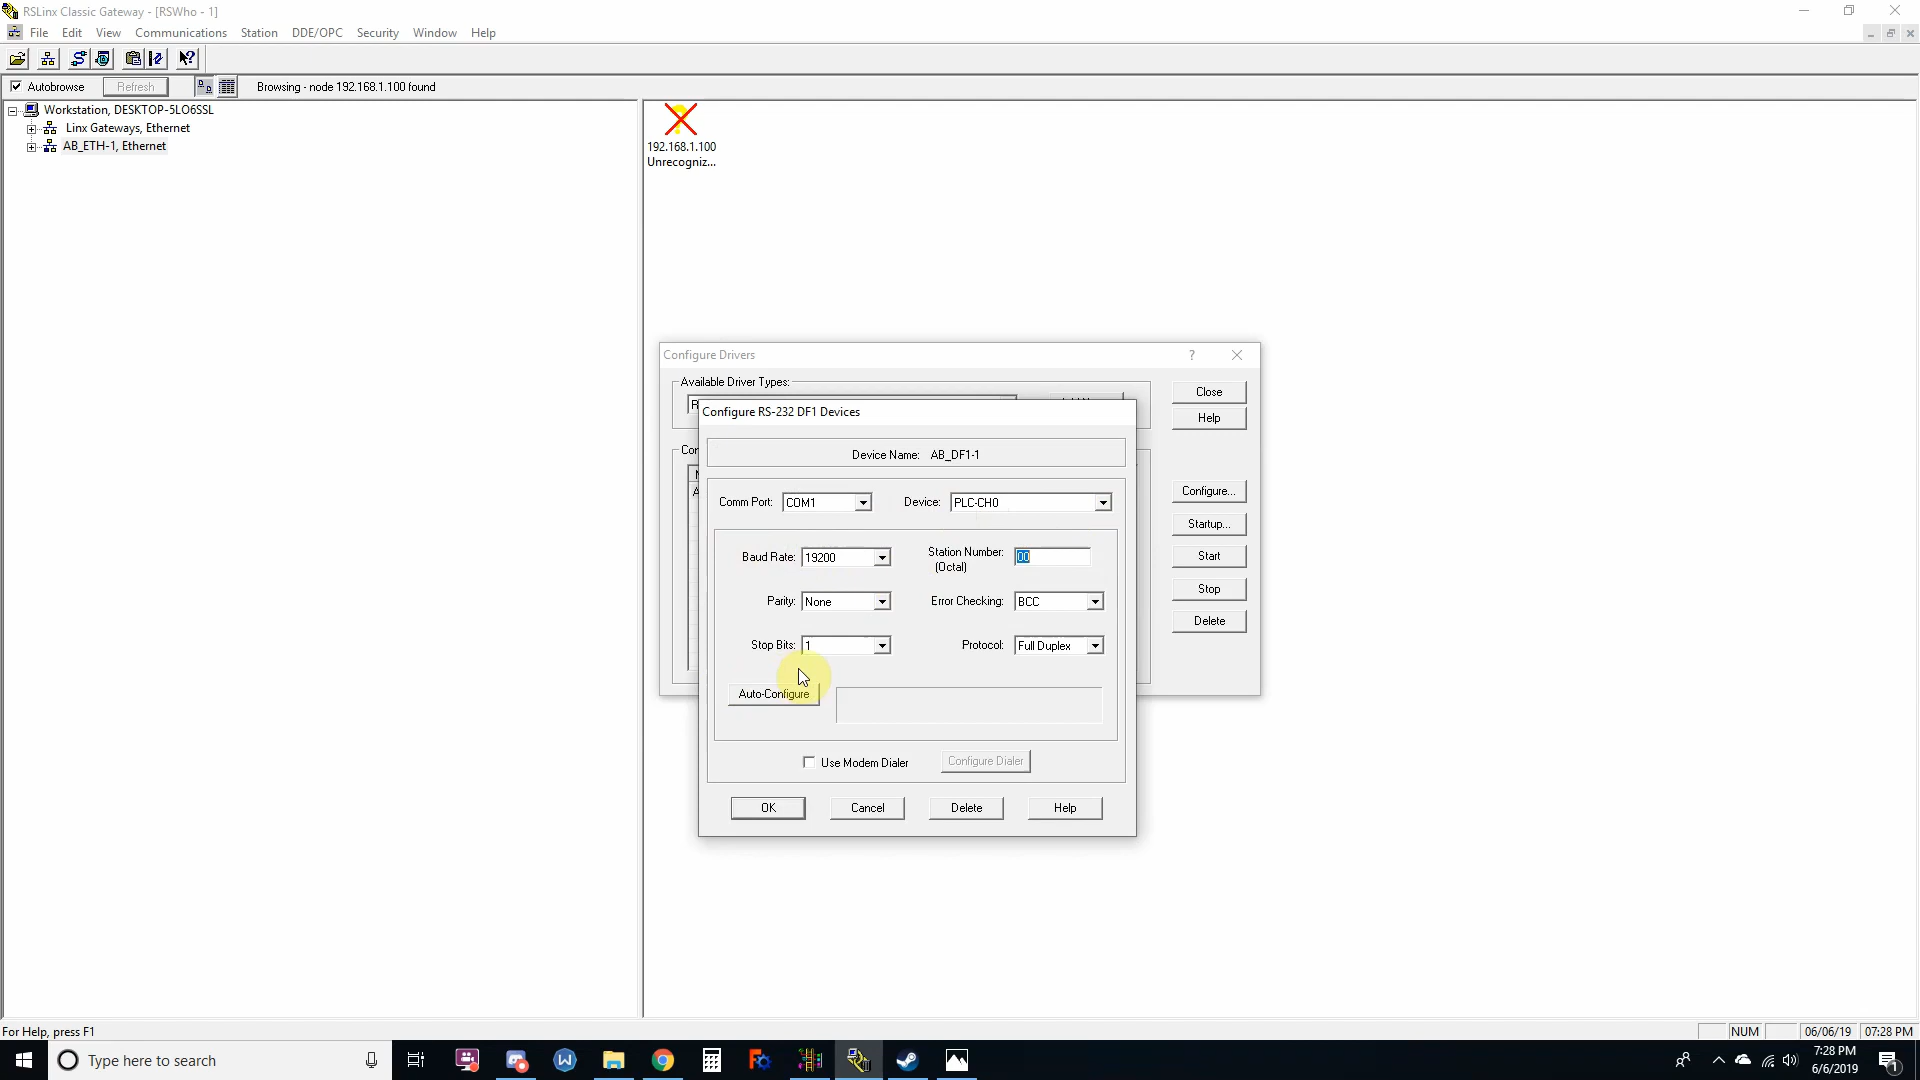 RSLinx Classic Gateway - [RSWho - 1]
File Edit View Communications Station DDE/OPC Security Window Help
Autobrowse Refresh Browsing - node 192.168.1.100 found
Workstation, DESKTOP-5LO6SSL
Linx Gateways, Ethernet
AB_ETH-1, Ethernet
192.168.1.100
Unrecogniz...
Configure Drivers
Available Driver Types:
Close
Help
Configure...
Startup...
Start
Stop
Delete
Configure RS-232 DF1 Devices
Device Name: AB_DF1-1
Comm Port: COM1 Device: PLC-CH0
Baud Rate: 19200 Station Number: 00
(Octal)
Parity: None Error Checking: BCC
Stop Bits: 1 Protocol: Full Duplex
Auto-Configure
Use Modem Dialer Configure Dialer
OK Cancel Delete Help
For Help, press F1 NUM 06/06/19 07:28 PM
Type here to search
7:28 PM
6/6/2019
1